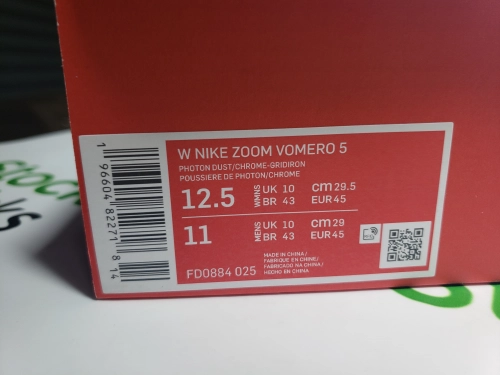 W NIKE ZOOM VOMERO 5
PHOTON DUST/CHROME-GRIDIRON
POUSSIERE DE PHOTON/CHROME
12.5 WMNS UK 10 cm 29.5
BR 43 EUR 45
11 MENS UK 10 cm 29
BR 43 EUR 45
MADE IN CHINA/
FABRIQUE EN CHINE/
FABRICADO NA CHINA/
HECHO EN CHINA
FD0884 025
1 96604 82271 8 14